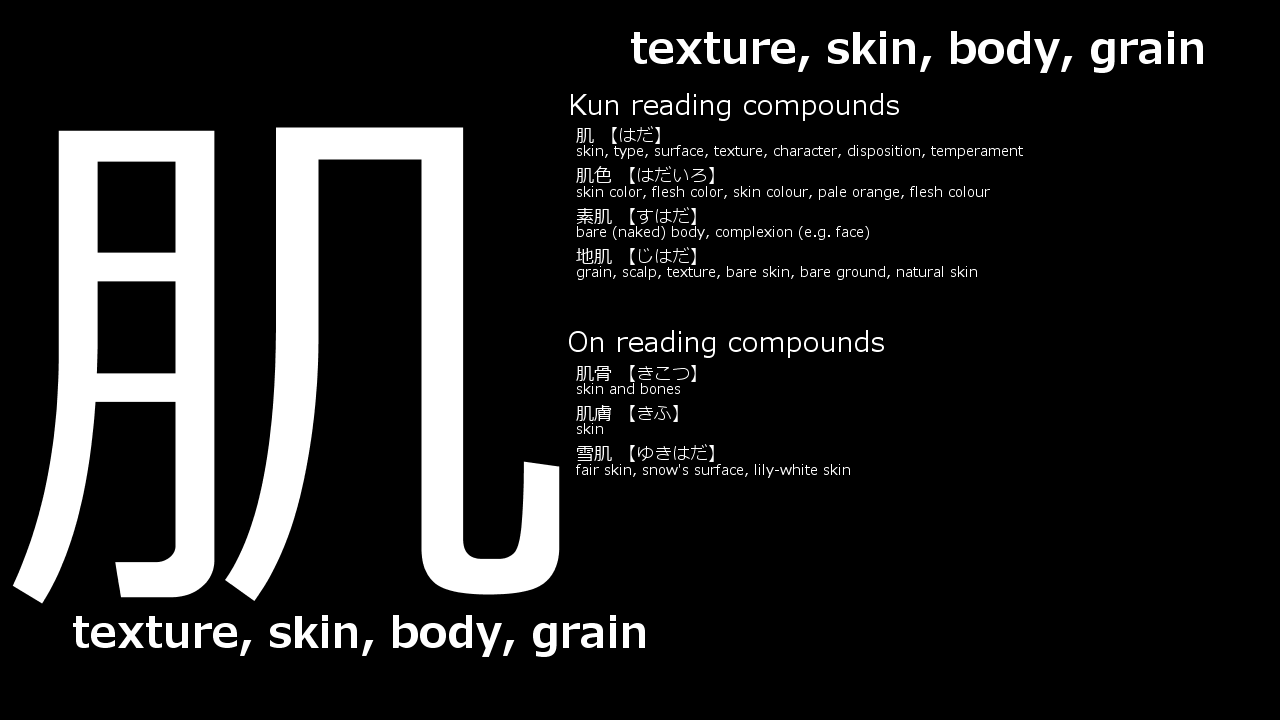 texture, skin, body, grain
肌
Kun reading compounds
肌 【はだ】
skin, type, surface, texture, character, disposition, temperament
肌色 【はだいろ】
skin color, flesh color, skin colour, pale orange, flesh colour
素肌 【すはだ】
bare (naked) body, complexion (e.g. face)
地肌 【じはだ】
grain, scalp, texture, bare skin, bare ground, natural skin
On reading compounds
肌骨 【きこつ】
skin and bones
肌膚 【きふ】
skin
雪肌 【ゆきはだ】
fair skin, snow's surface, lily-white skin
texture, skin, body, grain